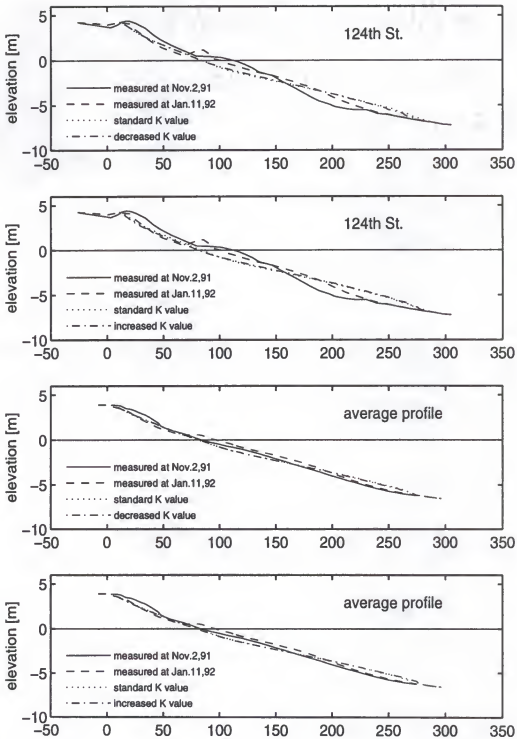 5
0
−5
−10
elevation [m]
124th St.
measured at Nov.2,91
measured at Jan.11,92
standard K value
decreased K value
−50 0 50 100 150 200 250 300 350
5
0
−5
−10
elevation [m]
124th St.
measured at Nov.2,91
measured at Jan.11,92
standard K value
increased K value
−50 0 50 100 150 200 250 300 350
5
0
−5
−10
elevation [m]
average profile
measured at Nov.2,91
measured at Jan.11,92
standard K value
decreased K value
−50 0 50 100 150 200 250 300 350
5
0
−5
−10
elevation [m]
average profile
measured at Nov.2,91
measured at Jan.11,92
standard K value
increased K value
−50 0 50 100 150 200 250 300 350